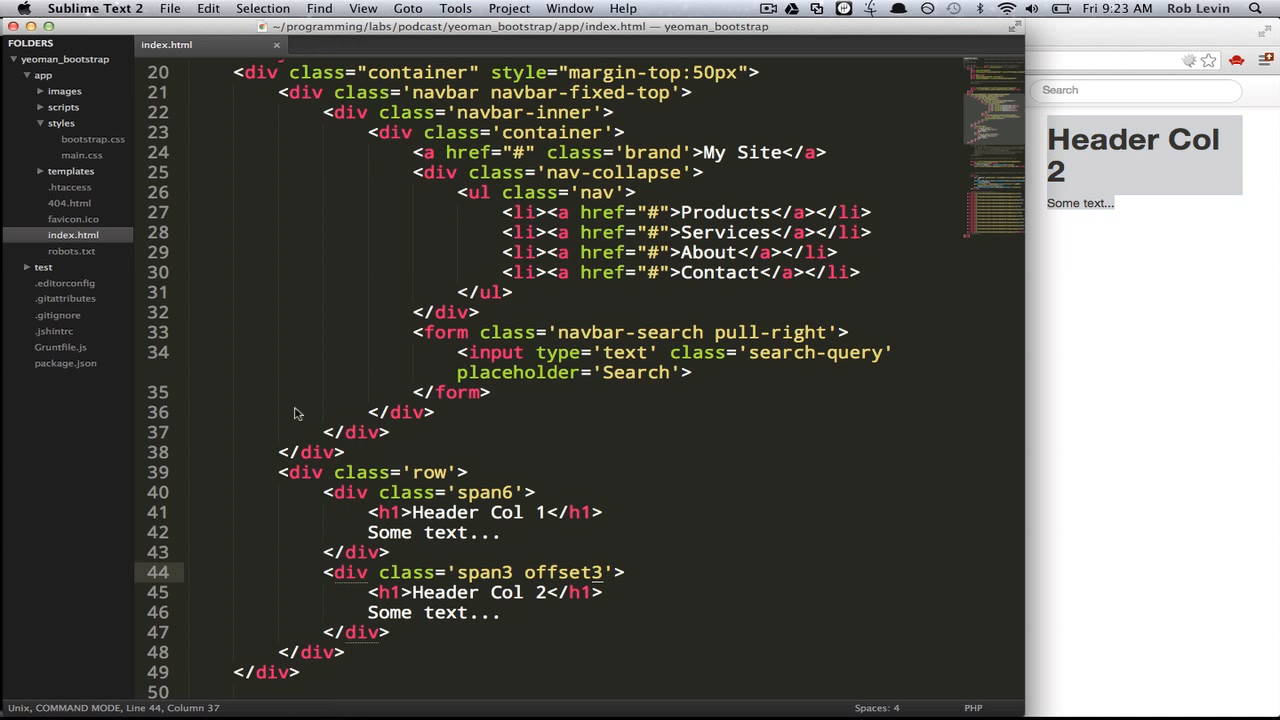 Sublime Text 2 File Edit Selection Find View Goto Tools Project Window Help Fri 9:23 AM Rob Levin
~/programming/labs/podcast/yeoman_bootstrap/app/index.html — yeoman_bootstrap
FOLDERS
yeoman_bootstrap
app
images
scripts
styles
bootstrap.css
main.css
templates
.htaccess
404.html
favicon.ico
index.html
robots.txt
test
.editorconfig
.gitattributes
.gitignore
.jshintrc
Gruntfile.js
package.json
index.html ×
20 <div class="container" style="margin-top:50px">
21 <div class='navbar navbar-fixed-top'>
22 <div class='navbar-inner'>
23 <div class='container'>
24 <a href="#" class='brand'>My Site</a>
25 <div class='nav-collapse'>
26 <ul class='nav'>
27 <li><a href="#">Products</a></li>
28 <li><a href="#">Services</a></li>
29 <li><a href="#">About</a></li>
30 <li><a href="#">Contact</a></li>
31 </ul>
32 </div>
33 <form class='navbar-search pull-right'>
34 <input type='text' class='search-query'
placeholder='Search'>
35 </form>
36 </div>
37 </div>
38 </div>
39 <div class='row'>
40 <div class='span6'>
41 <h1>Header Col 1</h1>
42 Some text...
43 </div>
44 <div class='span3 offset3'>
45 <h1>Header Col 2</h1>
46 Some text...
47 </div>
48 </div>
49 </div>
50
Unix, COMMAND MODE, Line 44, Column 37 Spaces: 4 PHP
Search
Header Col
2
Some text...